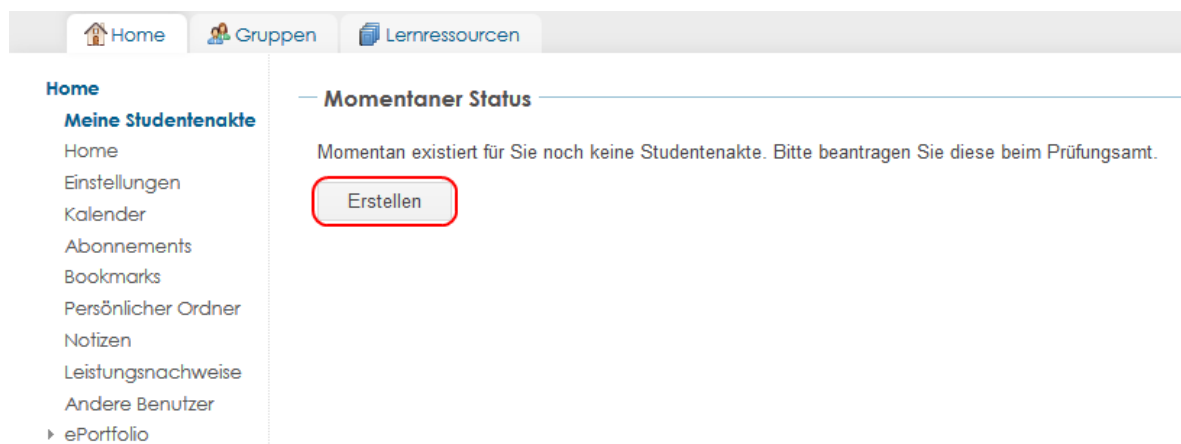 Home Gruppen Lernressourcen
Home
Meine Studentenakte
Home
Einstellungen
Kalender
Abonnements
Bookmarks
Persönlicher Ordner
Notizen
Leistungsnachweise
Andere Benutzer
ePortfolio
Momentaner Status
Momentan existiert für Sie noch keine Studentenakte. Bitte beantragen Sie diese beim Prüfungsamt.
Erstellen